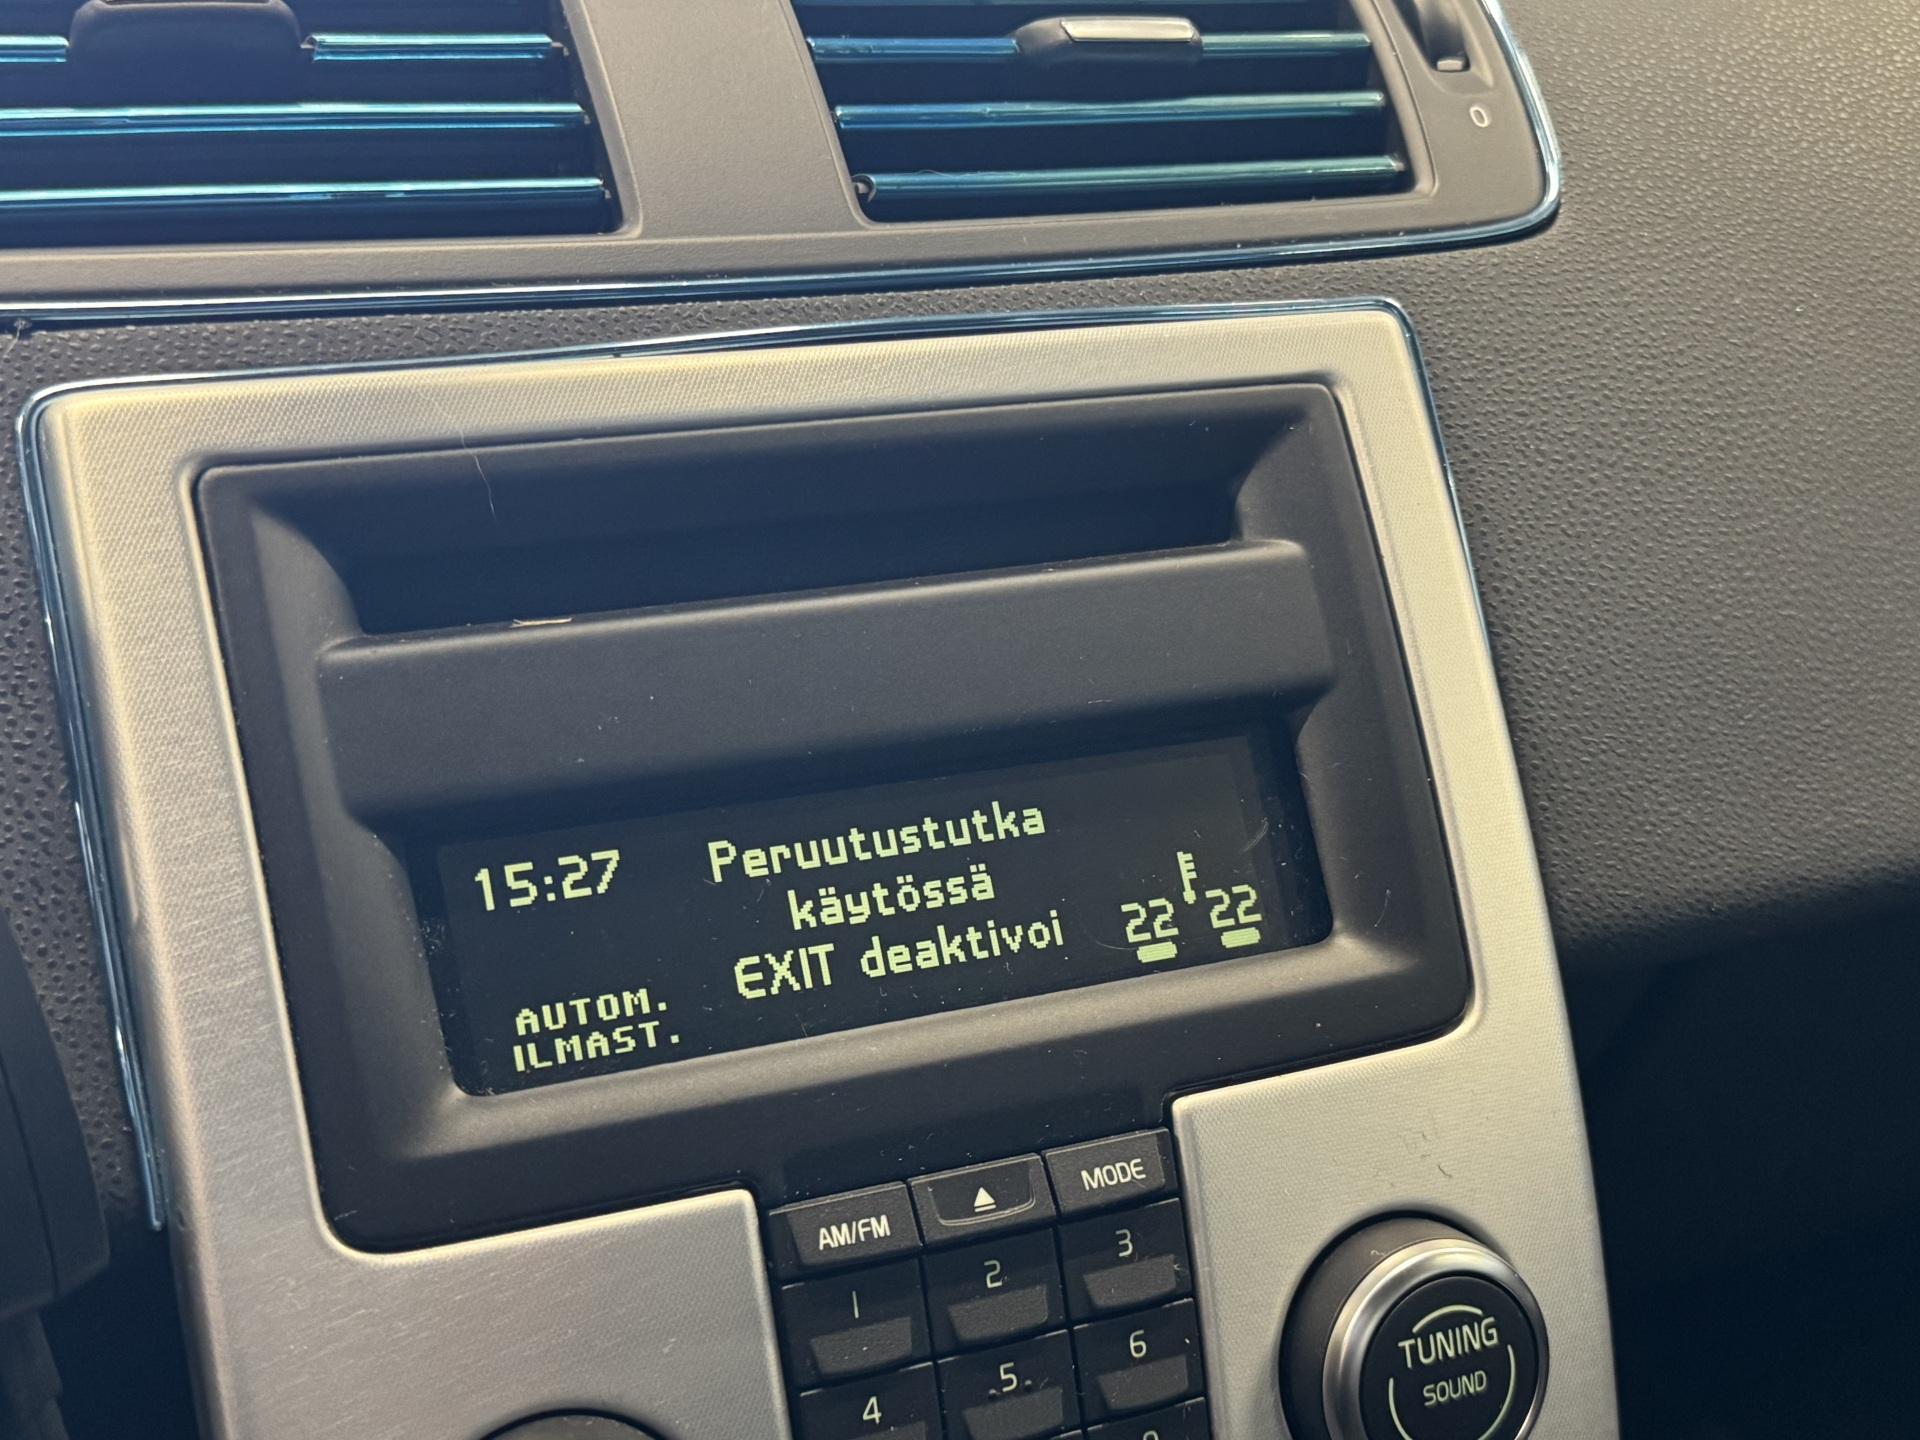 0
15:27
Peruutustutka
käytössä
EXIT deaktivoi
22 22
AUTOM.
ILMAST.
AM/FM
MODE
1 2 3
4 .5. 6
TUNING
SOUND